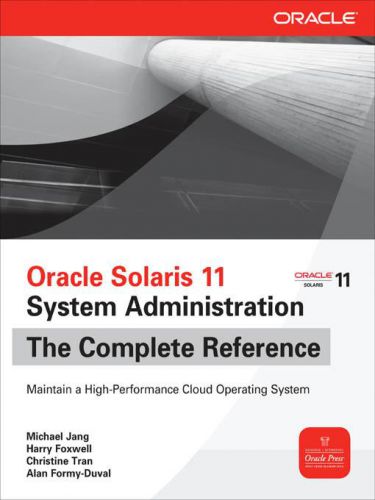 ORACLE
Oracle Solaris 11
ORACLE
SOLARIS
11
System Administration
The Complete Reference
Maintain a High-Performance Cloud Operating System
Michael Jang
Harry Foxwell
Christine Tran
Alan Formy-Duval
Oracle Press